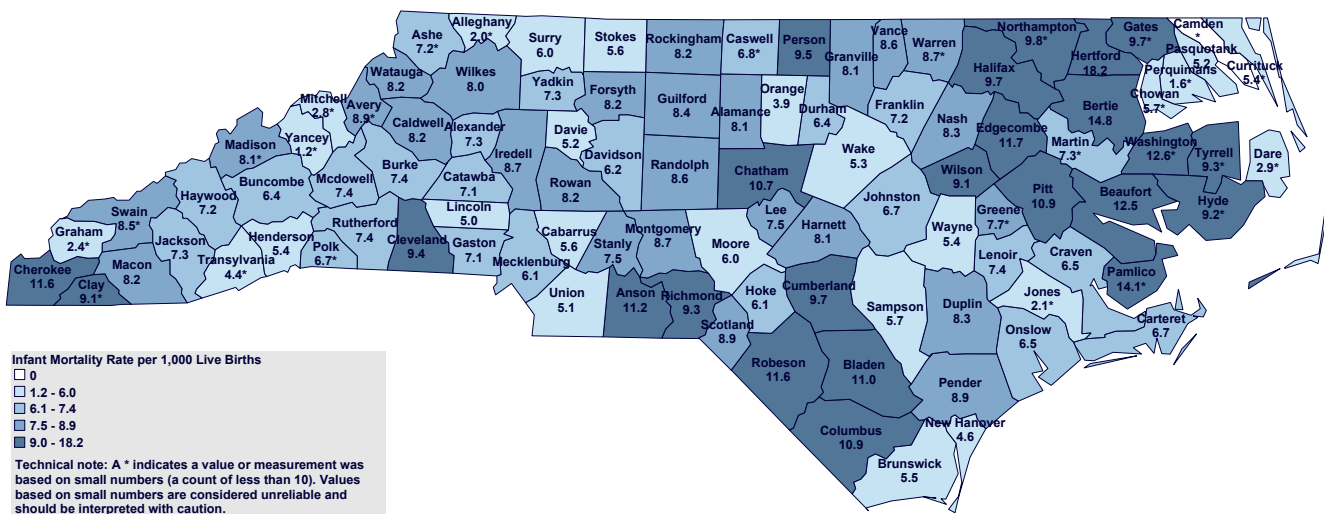 Ashe
7.2*
Alleghany
2.0*
Surry
6.0
Stokes
5.6
Rockingham
8.2
Caswell
6.8*
Person
9.5
Granville
8.1
Vance
8.6
Warren
8.7*
Northampton
9.8*
Halifax
9.7
Gates
9.7*
Hertford
18.2
Camden
*
Pasquotank
5.2
Currituck
5.4*
Perquimans
1.6*
Chowan
5.7*
Bertie
14.8
Watauga
8.2
Wilkes
8.0
Yadkin
7.3
Forsyth
8.2
Guilford
8.4
Alamance
8.1
Orange
3.9
Durham
6.4
Franklin
7.2
Nash
8.3
Edgecombe
11.7
Martin
7.3*
Washington
12.6*
Tyrrell
9.3*
Dare
2.9*
Mitchell
2.8*
Avery
8.9*
Caldwell
8.2
Alexander
7.3
Iredell
8.7
Davie
5.2
Davidson
6.2
Randolph
8.6
Chatham
10.7
Wake
5.3
Wilson
9.1
Pitt
10.9
Beaufort
12.5
Hyde
9.2*
Madison
8.1*
Yancey
1.2*
Buncombe
6.4
Mcdowell
7.4
Burke
7.4
Catawba
7.1
Rowan
8.2
Lee
7.5
Harnett
8.1
Johnston
6.7
Wayne
5.4
Greene
7.7*
Lenoir
7.4
Craven
6.5
Pamlico
14.1*
Swain
8.5*
Haywood
7.2
Henderson
5.4
Polk
6.7*
Rutherford
7.4
Cleveland
9.4
Lincoln
5.0
Gaston
7.1
Mecklenburg
6.1
Cabarrus
5.6
Stanly
7.5
Montgomery
8.7
Moore
6.0
Graham
2.4*
Jackson
7.3
Transylvania
4.4*
Cherokee
11.6
Clay
9.1*
Macon
8.2
Union
5.1
Anson
11.2
Richmond
9.3
Hoke
6.1
Cumberland
9.7
Sampson
5.7
Duplin
8.3
Jones
2.1*
Onslow
6.5
Carteret
6.7
Scotland
8.9
Robeson
11.6
Bladen
11.0
Pender
8.9
Columbus
10.9
New Hanover
4.6
Brunswick
5.5
Infant Mortality Rate per 1,000 Live Births
0
1.2 - 6.0
6.1 - 7.4
7.5 - 8.9
9.0 - 18.2
Technical note: A * indicates a value or measurement was
based on small numbers (a count of less than 10). Values
based on small numbers are considered unreliable and
should be interpreted with caution.